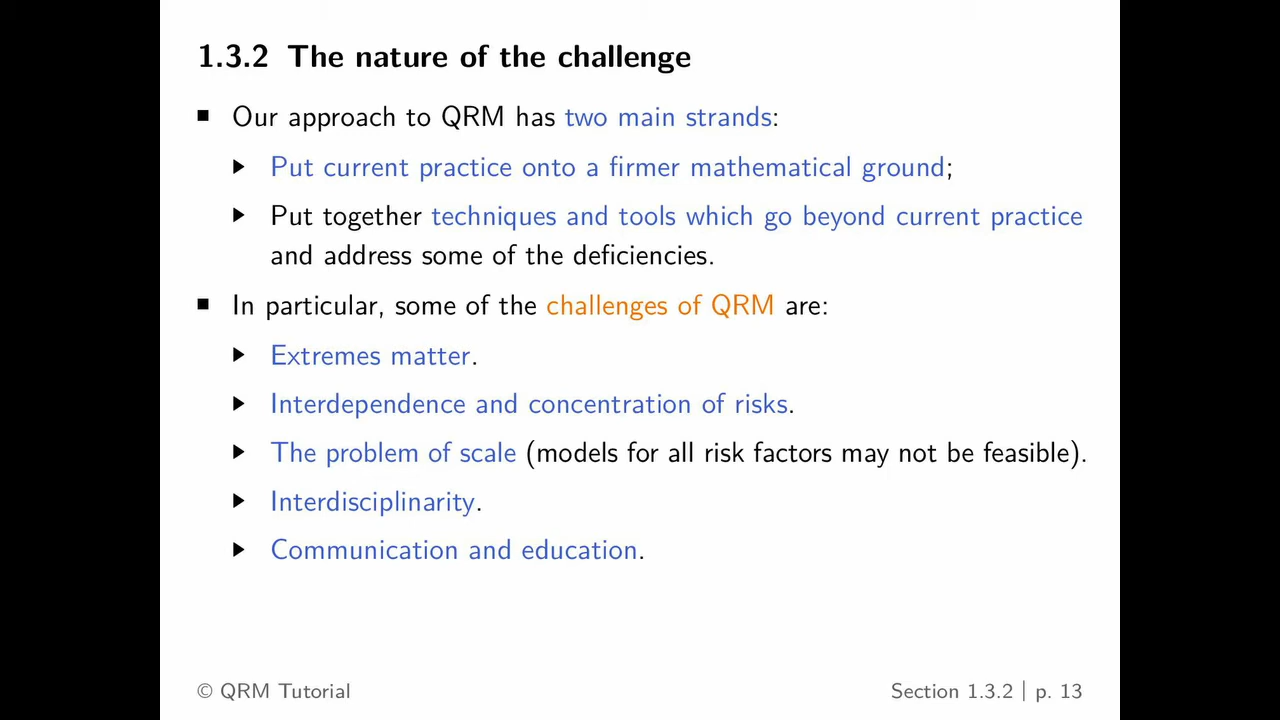 1.3.2 The nature of the challenge
■ Our approach to QRM has two main strands:
▶ Put current practice onto a firmer mathematical ground;
▶ Put together techniques and tools which go beyond current practice
and address some of the deficiencies.
■ In particular, some of the challenges of QRM are:
▶ Extremes matter.
▶ Interdependence and concentration of risks.
▶ The problem of scale (models for all risk factors may not be feasible).
▶ Interdisciplinarity.
▶ Communication and education.
© QRM Tutorial
Section 1.3.2 | p. 13